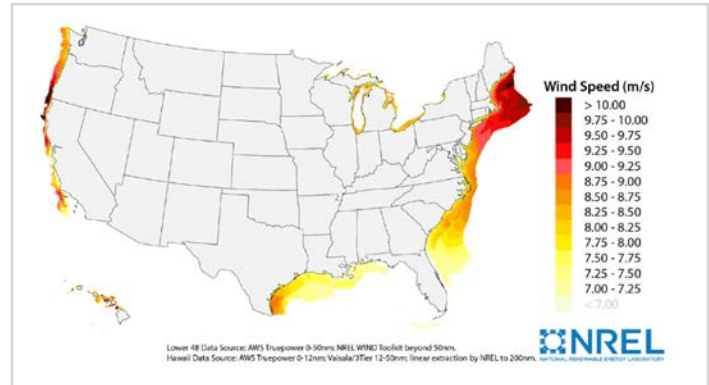 Wind Speed (m/s)
> 10.00
9.75 - 10.00
9.50 - 9.75
9.25 - 9.50
9.00 - 9.25
8.75 - 9.00
8.50 - 8.75
8.25 - 8.50
8.00 - 8.25
7.75 - 8.00
7.50 - 7.75
7.25 - 7.50
7.00 - 7.25
< 7.00
Lower 48 Data Source: AWS Truepower 0-50nm; NREL WIND Toolkit beyond 50nm.
Hawaii Data Source: AWS Truepower 0-12nm; Vaisala/3Tier 12-50nm; linear extraction by NREL to 200nm.
NREL
NATIONAL RENEWABLE ENERGY LABORATORY